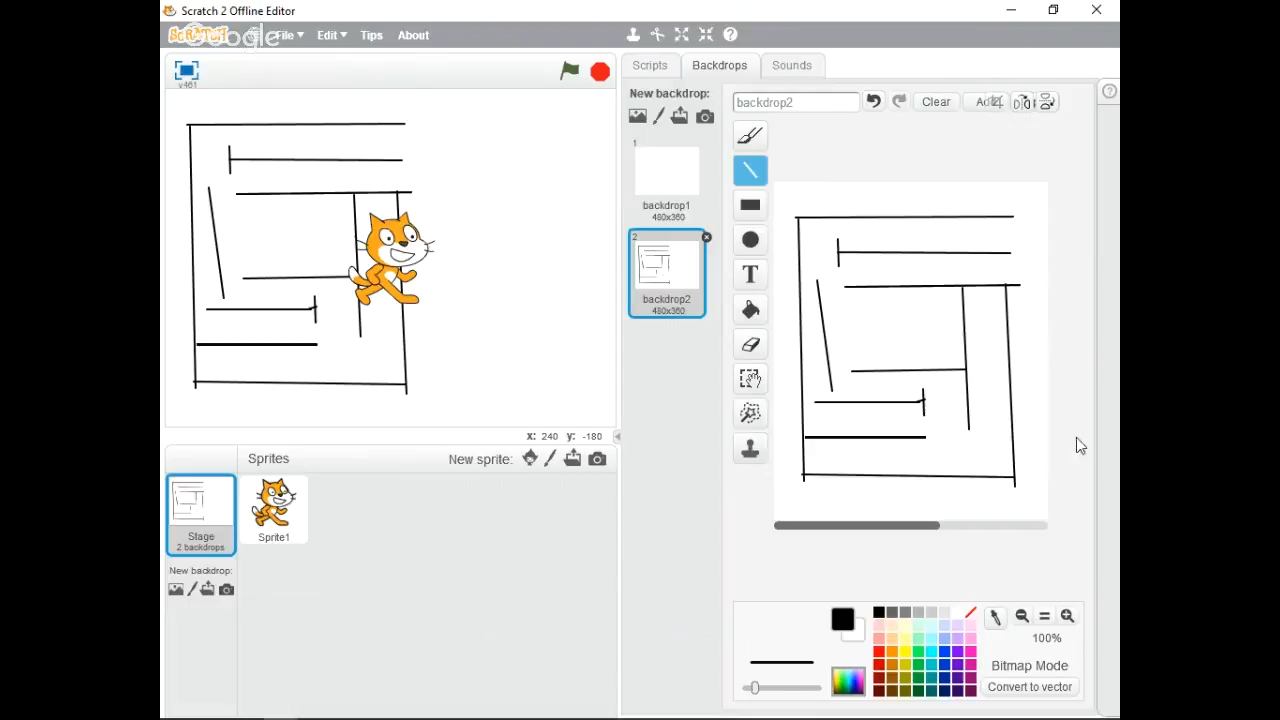 Scratch 2 Offline Editor
SCRATCH
Google
File Edit Tips About
v461
Scripts Backdrops Sounds
New backdrop:
backdrop2
Clear
1
backdrop1
480x360
2
backdrop2
480x360
T
x: 240 y: -180
Sprites
New sprite:
Stage
2 backdrops
Sprite1
New backdrop:
100%
Bitmap Mode
Convert to vector